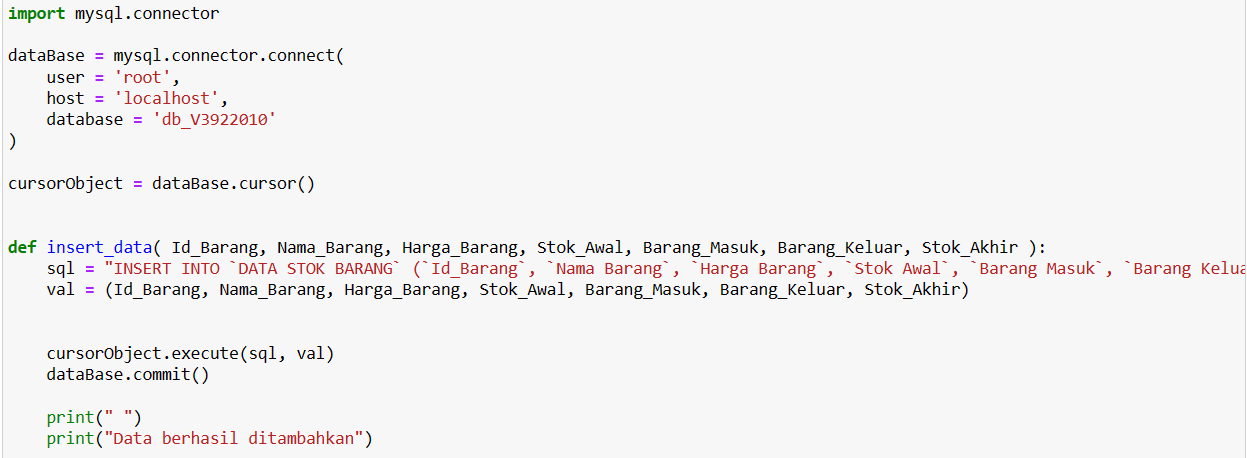 import mysql.connector
dataBase = mysql.connector.connect(
    user = 'root',
    host = 'localhost',
    database = 'db_V3922010'
)
cursorObject = dataBase.cursor()
def insert_data( Id_Barang, Nama_Barang, Harga_Barang, Stok_Awal, Barang_Masuk, Barang_Keluar, Stok_Akhir ):
    sql = "INSERT INTO `DATA STOK BARANG` (`Id_Barang`, `Nama Barang`, `Harga Barang`, `Stok Awal`, `Barang Masuk`, `Barang Kelua
    val = (Id_Barang, Nama_Barang, Harga_Barang, Stok_Awal, Barang_Masuk, Barang_Keluar, Stok_Akhir)
    cursorObject.execute(sql, val)
    dataBase.commit()
    print(" ")
    print("Data berhasil ditambahkan")